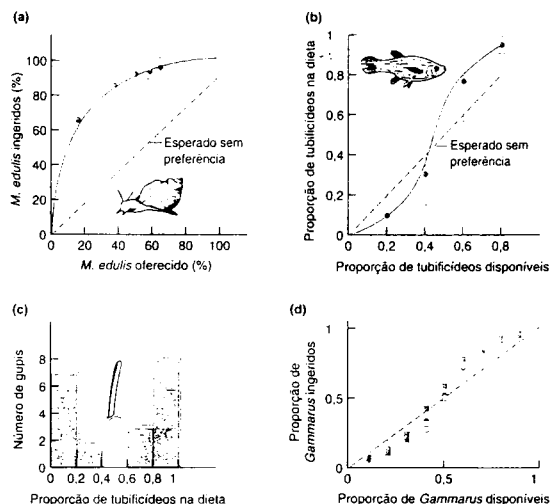 (a)
M. edulis ingeridos (%)
100
80
60
40
20
0
Esperado sem
preferência
0 20 40 60 80 100
M. edulis oferecido (%)
(b)
Proporção de tubificídeos na dieta
1
0,8
0,6
0,4
0,2
Esperado sem
preferência
0 0,2 0,4 0,6 0,8 1
Proporção de tubificídeos disponíveis
(c)
Número de gupis
8
6
4
2
0
0 0,2 0,4 0,6 0,8 1
Proporção de tubificídeos na dieta
(d)
Proporção de
Gammarus ingeridos
1,0
0,5
0 0,5 1
Proporção de Gammarus disponíveis